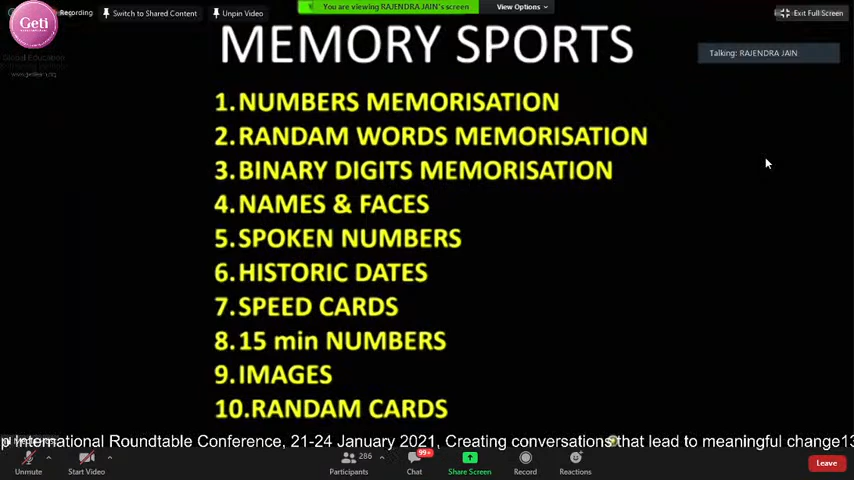 Geti
Recording
Switch to Shared Content
Unpin Video
You are viewing RAJENDRA JAIN's screen
View Options
Exit Full Screen
Talking: RAJENDRA JAIN
MEMORY SPORTS
1. NUMBERS MEMORISATION
2. RANDAM WORDS MEMORISATION
3. BINARY DIGITS MEMORISATION
4. NAMES & FACES
5. SPOKEN NUMBERS
6. HISTORIC DATES
7. SPEED CARDS
8. 15 min NUMBERS
9. IMAGES
10. RANDAM CARDS
p International Roundtable Conference, 21-24 January 2021, Creating conversations that lead to meaningful change13
Unmute
Start Video
286
Participants
99+
Chat
Share Screen
Record
Reactions
Leave